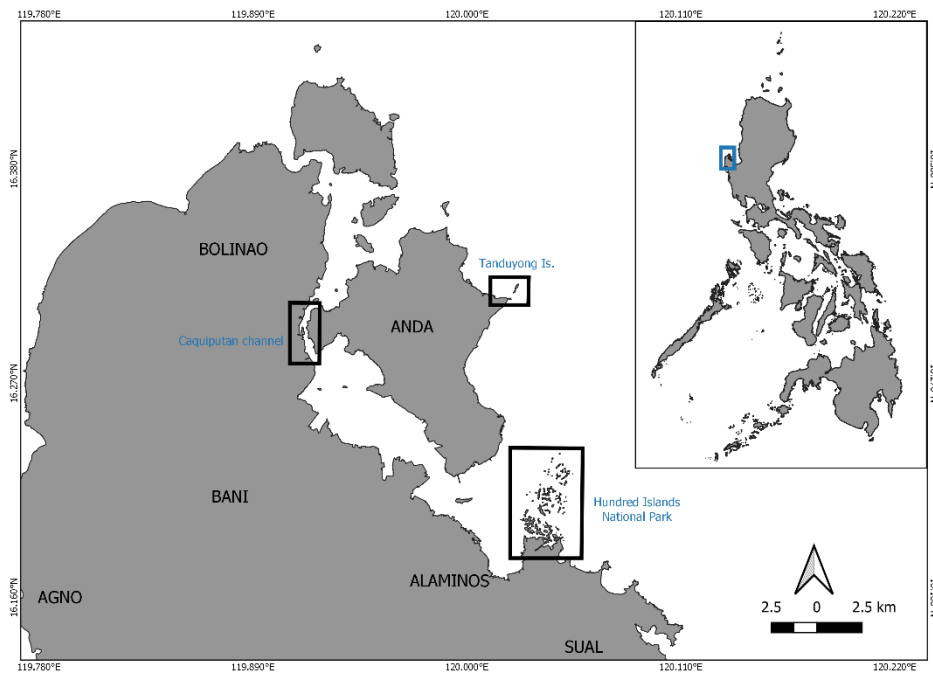 119.780°E 119.890°E 120.000°E 120.110°E 120.220°E
16.380°N
BOLINAO
Tanduyong Is.
ANDA
Caquiputan channel
16.270°N
BANI
Hundred Islands
National Park
ALAMINOS
AGNO
16.160°N
2.5 0 2.5 km
SUAL
119.780°E 119.890°E 120.000°E 120.110°E 120.220°E